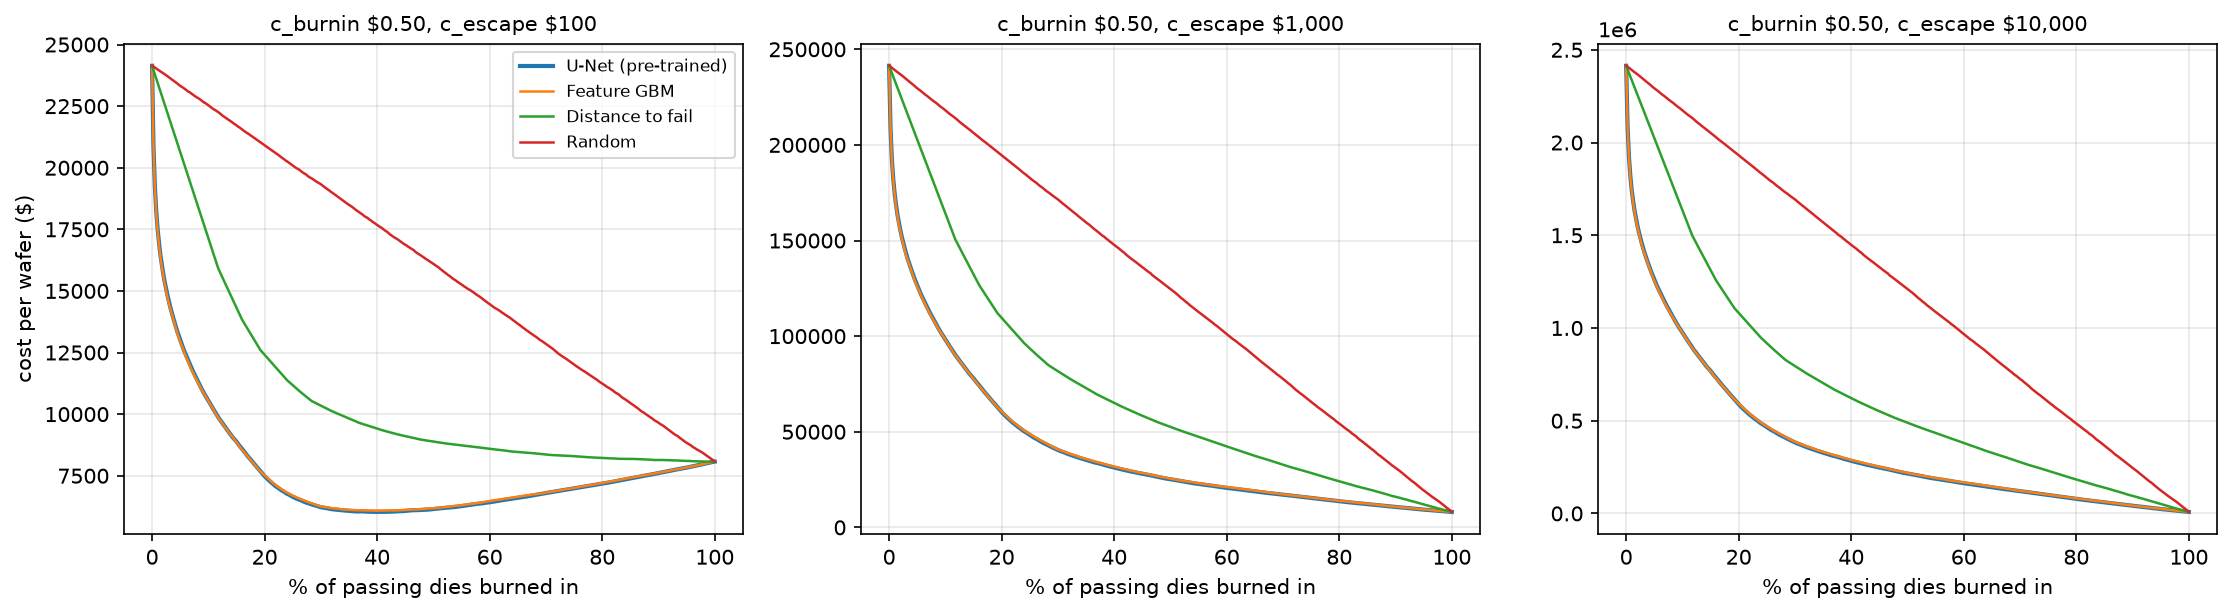 c_burnin $0.50, c_escape $100
25000
22500
20000
17500
15000
12500
10000
7500
cost per wafer ($)
U-Net (pre-trained)
Feature GBM
Distance to fail
Random
0 20 40 60 80 100
% of passing dies burned in
c_burnin $0.50, c_escape $1,000
250000
200000
150000
100000
50000
0
0 20 40 60 80 100
% of passing dies burned in
c_burnin $0.50, c_escape $10,000
1e6
2.5
2.0
1.5
1.0
0.5
0.0
0 20 40 60 80 100
% of passing dies burned in